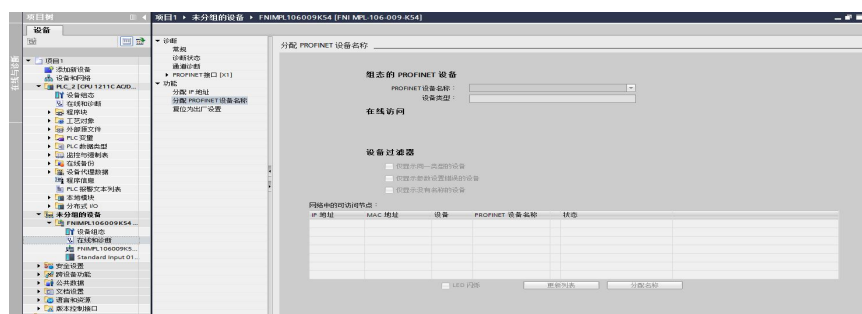 项目树
项目1 ▸ 未分组的设备 ▸ FNIMPL106009K54 [FNI MPL-106-009-K54]
设备
在线与诊断
项目1
添加新设备
设备和网络
PLC_2 [CPU 1211C AC/D...
设备组态
在线和诊断
程序块
工艺对象
外部源文件
PLC 变量
PLC 数据类型
监控与强制表
在线备份
设备代理数据
程序信息
PLC 报警文本列表
本地模块
分布式 I/O
未分组的设备
FNIMPL106009K54 ...
设备组态
在线和诊断
FNIMPL106009K5...
Standard Input 01...
安全设置
跨设备功能
公共数据
文档设置
语言和资源
版本控制接口
诊断
常规
诊断状态
通道诊断
PROFINET 接口 [X1]
功能
分配 IP 地址
分配 PROFINET 设备名称
复位为出厂设置
分配 PROFINET 设备名称
组态的 PROFINET 设备
PROFINET 设备名称：
设备类型：
在线访问
设备过滤器
仅显示同一类型的设备
仅显示参数设置错误的设备
仅显示没有名称的设备
网络中的可访问节点：
IP 地址 MAC 地址 设备 PROFINET 设备名称 状态
LED 闪烁 更新列表 分配名称